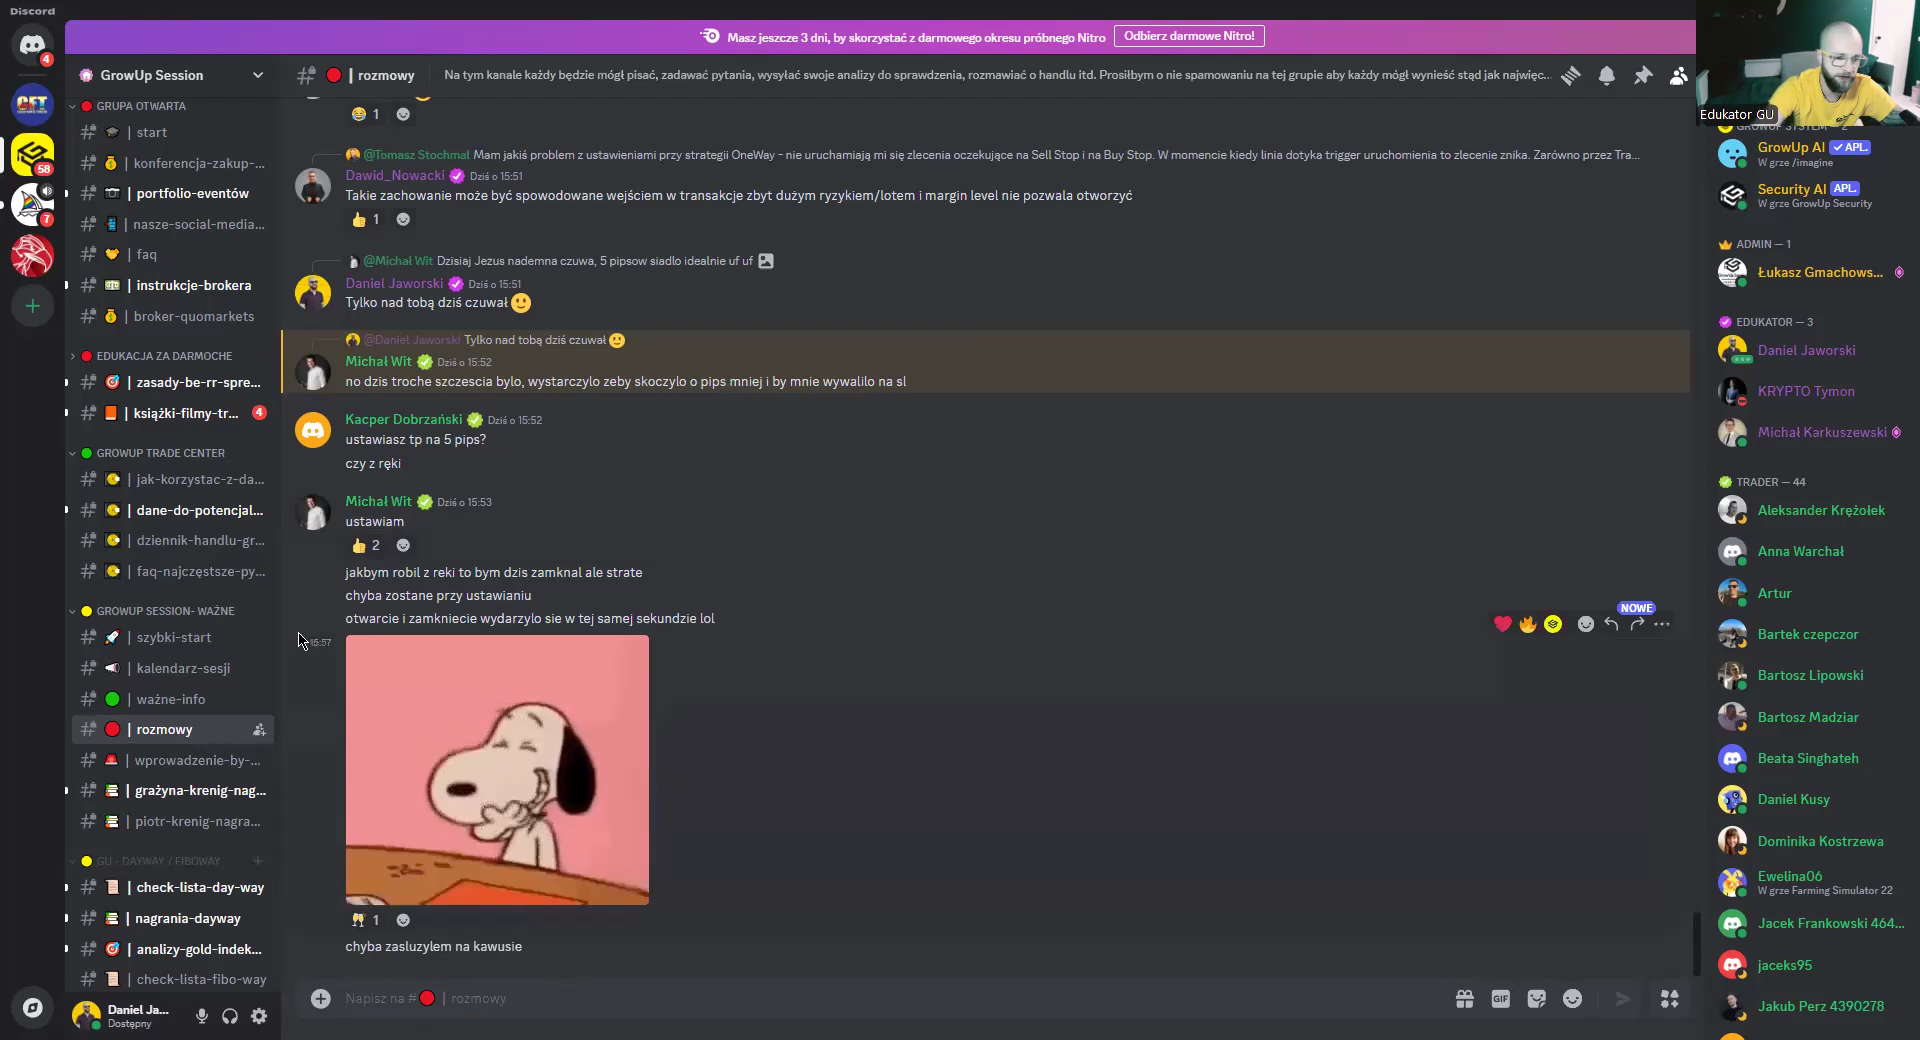 Discord
Masz jeszcze 3 dni, by skorzystać z darmowego okresu próbnego Nitro
Odbierz darmowe Nitro!
4
58
7
GrowUp Session
GRUPA OTWARTA
| start
| konferencja-zakup-...
| portfolio-eventów
| nasze-social-media...
| faq
| instrukcje-brokera
| broker-quomarkets
EDUKACJA ZA DARMOCHE
| zasady-be-rr-spre...
| książki-filmy-tr...
4
GROWUP TRADE CENTER
| jak-korzystac-z-da...
| dane-do-potencjal...
| dziennik-handlu-gr...
| faq-najczęstsze-py...
GROWUP SESSION- WAŻNE
| szybki-start
| kalendarz-sesji
| ważne-info
| rozmowy
| wprowadzenie-by-...
| grażyna-krenig-nag...
| piotr-krenig-nagra...
GU - DAYWAY / FIBOWAY
| check-lista-day-way
| nagrania-dayway
| analizy-gold-indek...
| check-lista-fibo-way
Daniel Ja...
Dostępny
| rozmowy
Na tym kanale każdy będzie mógł pisać, zadawać pytania, wysyłać swoje analizy do sprawdzenia, rozmawiać o handlu itd. Prosiłbym o nie spamowaniu na tej grupie aby każdy mógł wynieść stąd jak najwięc...
1
@Tomasz Stochmal Mam jakiś problem z ustawieniami przy strategii OneWay - nie uruchamiają mi się zlecenia oczekujące na Sell Stop i na Buy Stop. W momencie kiedy linia dotyka trigger uruchomienia to zlecenie znika. Zarówno przez Tra...
Dawid_Nowacki Dziś o 15:51
Takie zachowanie może być spowodowane wejściem w transakcje zbyt dużym ryzykiem/lotem i margin level nie pozwala otworzyć
1
@Michał Wit Dzisiaj Jezus nademna czuwa, 5 pipsow siadlo idealnie uf uf
Daniel Jaworski Dziś o 15:51
Tylko nad tobą dziś czuwał
@Daniel Jaworski Tylko nad tobą dziś czuwał
Michał Wit Dziś o 15:52
no dzis troche szczescia bylo, wystarczylo zeby skoczylo o pips mniej i by mnie wywalilo na sl
Kacper Dobrzański Dziś o 15:52
ustawiasz tp na 5 pips?
czy z ręki
Michał Wit Dziś o 15:53
ustawiam
2
jakbym robil z reki to bym dzis zamknal ale strate
chyba zostane przy ustawianiu
otwarcie i zamkniecie wydarzylo sie w tej samej sekundzie lol
NOWE
15:57
1
chyba zasluzylem na kawusie
Napisz na # | rozmowy
GIF
Edukator GU
GROWUP SYSTEM — 2
GrowUp AI APL.
W grze /imagine
Security AI APL.
W grze GrowUp Security
ADMIN — 1
Łukasz Gmachows...
EDUKATOR — 3
Daniel Jaworski
KRYPTO Tymon
Michał Karkuszewski
TRADER — 44
Aleksander Krężołek
Anna Warchał
Artur
Bartek czepczor
Bartosz Lipowski
Bartosz Madziar
Beata Singhateh
Daniel Kusy
Dominika Kostrzewa
Ewelina06
W grze Farming Simulator 22
Jacek Frankowski 464...
jaceks95
Jakub Perz 4390278